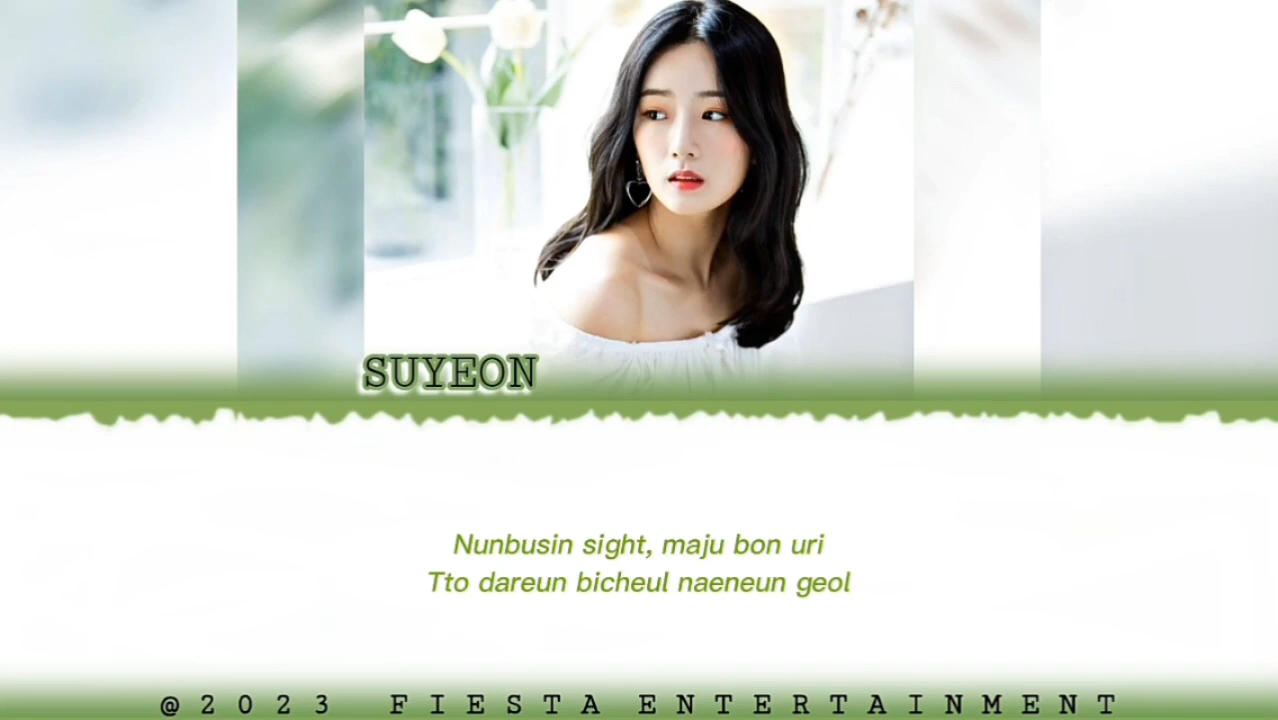 SUYEON
Nunbusin sight, maju bon uri
Tto dareun bicheul naeneun geol
@2023 FIESTA ENTERTAINMENT